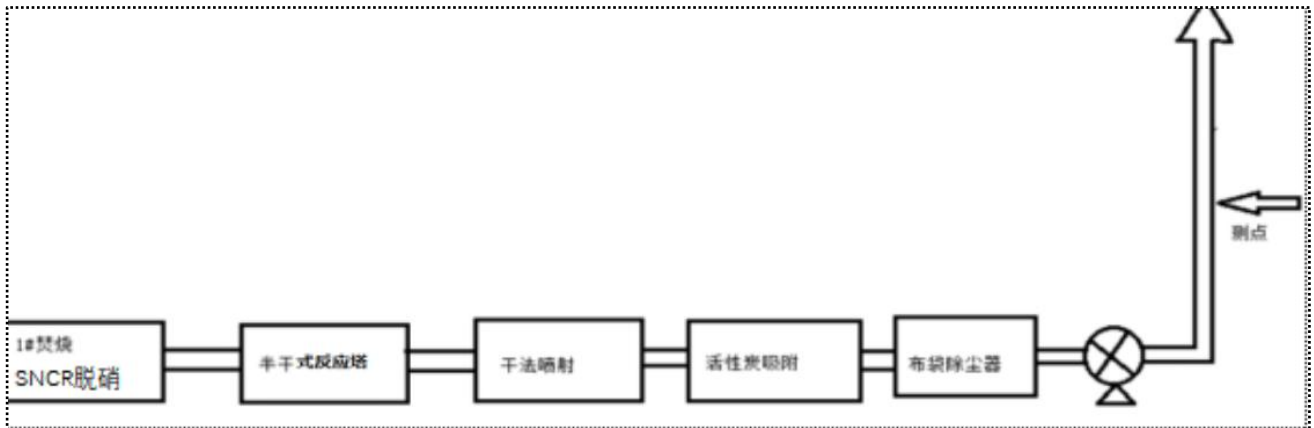 测点
1#焚烧
SNCR脱硝
半干式反应塔
干法喷射
活性炭吸附
布袋除尘器